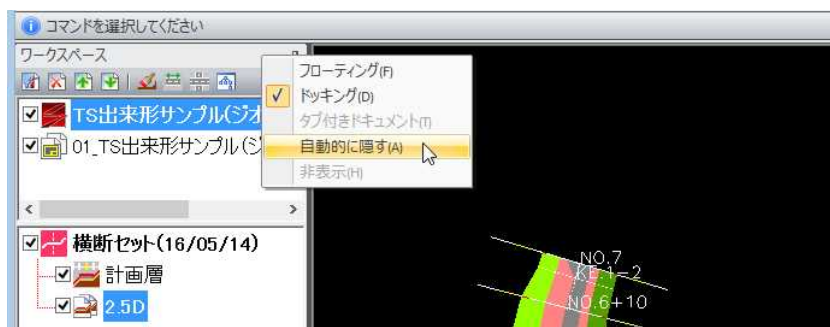 コマンドを選択してください
ワークスペース
フローティング(F)
ドッキング(D)
タブ付きドキュメント(T)
自動的に隠す(A)
非表示(H)
TS出来形サンプル(ジオ
01_TS出来形サンプル(ジ
横断セット(16/05/14)
計画層
2.5D
NO.7
KE.1-2
NO.6+10